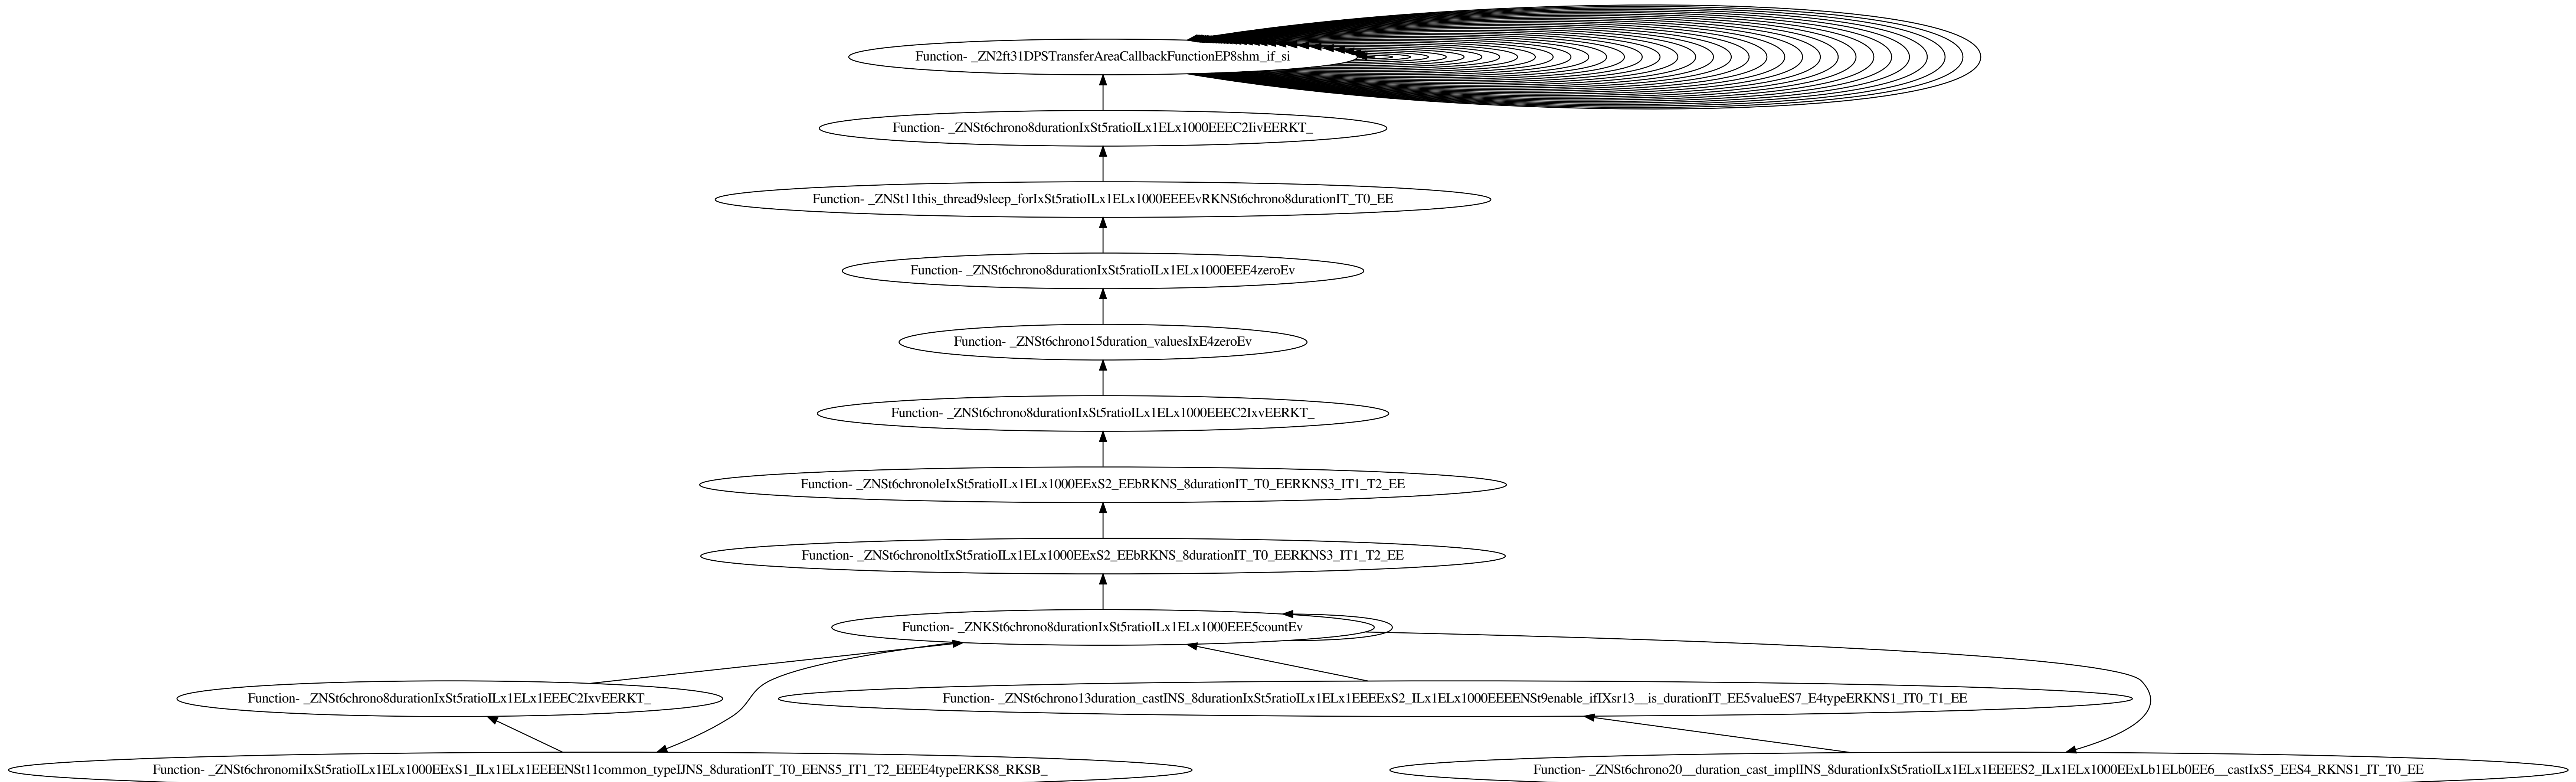 Function- _ZN2ft31DPSTransferAreaCallbackFunctionEP8shm_if_si
Function- _ZNSt6chrono8durationIxSt5ratioILx1ELx1000EEEC2IivEERKT_
Function- _ZNSt11this_thread9sleep_forIxSt5ratioILx1ELx1000EEEEvRKNSt6chrono8durationIT_T0_EE
Function- _ZNSt6chrono8durationIxSt5ratioILx1ELx1000EEE4zeroEv
Function- _ZNSt6chrono15duration_valuesIxE4zeroEv
Function- _ZNSt6chrono8durationIxSt5ratioILx1ELx1000EEEC2IxvEERKT_
Function- _ZNSt6chronoleIxSt5ratioILx1ELx1000EExS2_EEbRKNS_8durationIT_T0_EERKNS3_IT1_T2_EE
Function- _ZNSt6chronoltIxSt5ratioILx1ELx1000EExS2_EEbRKNS_8durationIT_T0_EERKNS3_IT1_T2_EE
Function- _ZNKSt6chrono8durationIxSt5ratioILx1ELx1000EEE5countEv
Function- _ZNSt6chrono8durationIxSt5ratioILx1ELx1EEEC2IxvEERKT_
Function- _ZNSt6chrono13duration_castINS_8durationIxSt5ratioILx1ELx1EEEExS2_ILx1ELx1000EEEENSt9enable_ifIXsr13__is_durationIT_EE5valueES7_E4typeERKNS1_IT0_T1_EE
Function- _ZNSt6chronomiIxSt5ratioILx1ELx1000EExS1_ILx1ELx1EEEENSt11common_typeIJNS_8durationIT_T0_EENS5_IT1_T2_EEEE4typeERKS8_RKSB_
Function- _ZNSt6chrono20__duration_cast_implINS_8durationIxSt5ratioILx1ELx1EEEES2_ILx1ELx1000EExLb1ELb0EE6__castIxS5_EES4_RKNS1_IT_T0_EE